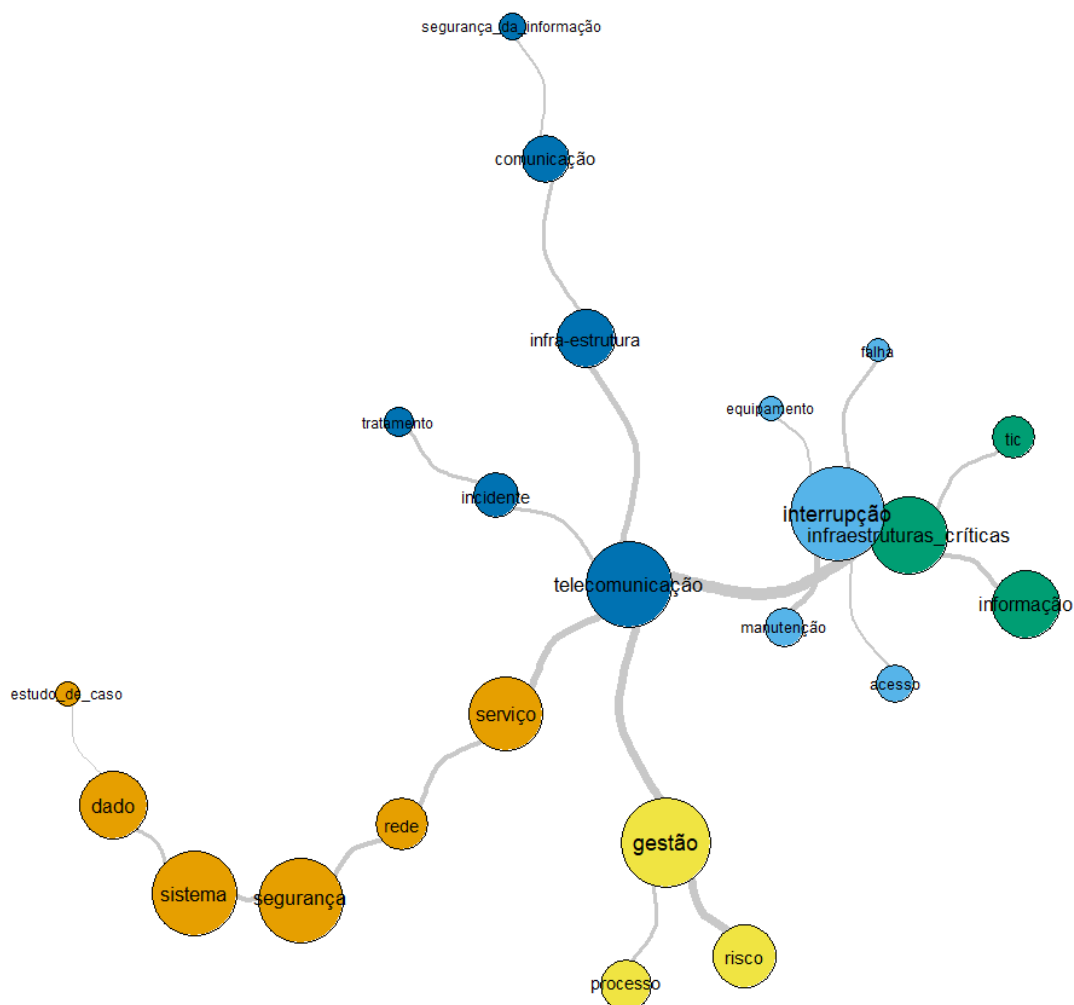 segurança_da_informação
comunicação
infra-estrutura
falha
equipamento
tratamento
tic
incidente
interrupção
infraestruturas_críticas
telecomunicação
informação
manutenção
acesso
estudo_de_caso
serviço
dado
rede
gestão
sistema
segurança
risco
processo